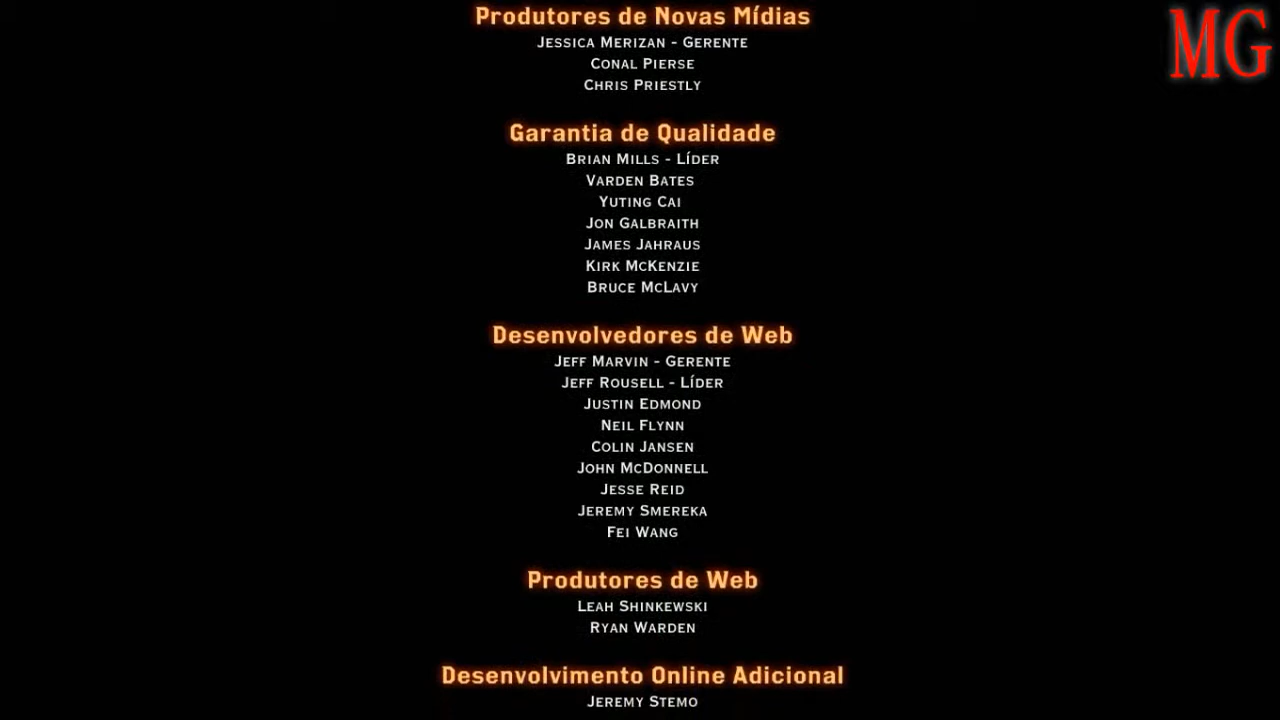 Produtores de Novas Mídias
Jessica Merizan - Gerente
Conal Pierse
Chris Priestly
Garantia de Qualidade
Brian Mills - Líder
Varden Bates
Yuting Cai
Jon Galbraith
James Jahraus
Kirk McKenzie
Bruce McLavy
Desenvolvedores de Web
Jeff Marvin - Gerente
Jeff Rousell - Líder
Justin Edmond
Neil Flynn
Colin Jansen
John McDonnell
Jesse Reid
Jeremy Smereka
Fei Wang
Produtores de Web
Leah Shinkewski
Ryan Warden
Desenvolvimento Online Adicional
Jeremy Stemo
MG